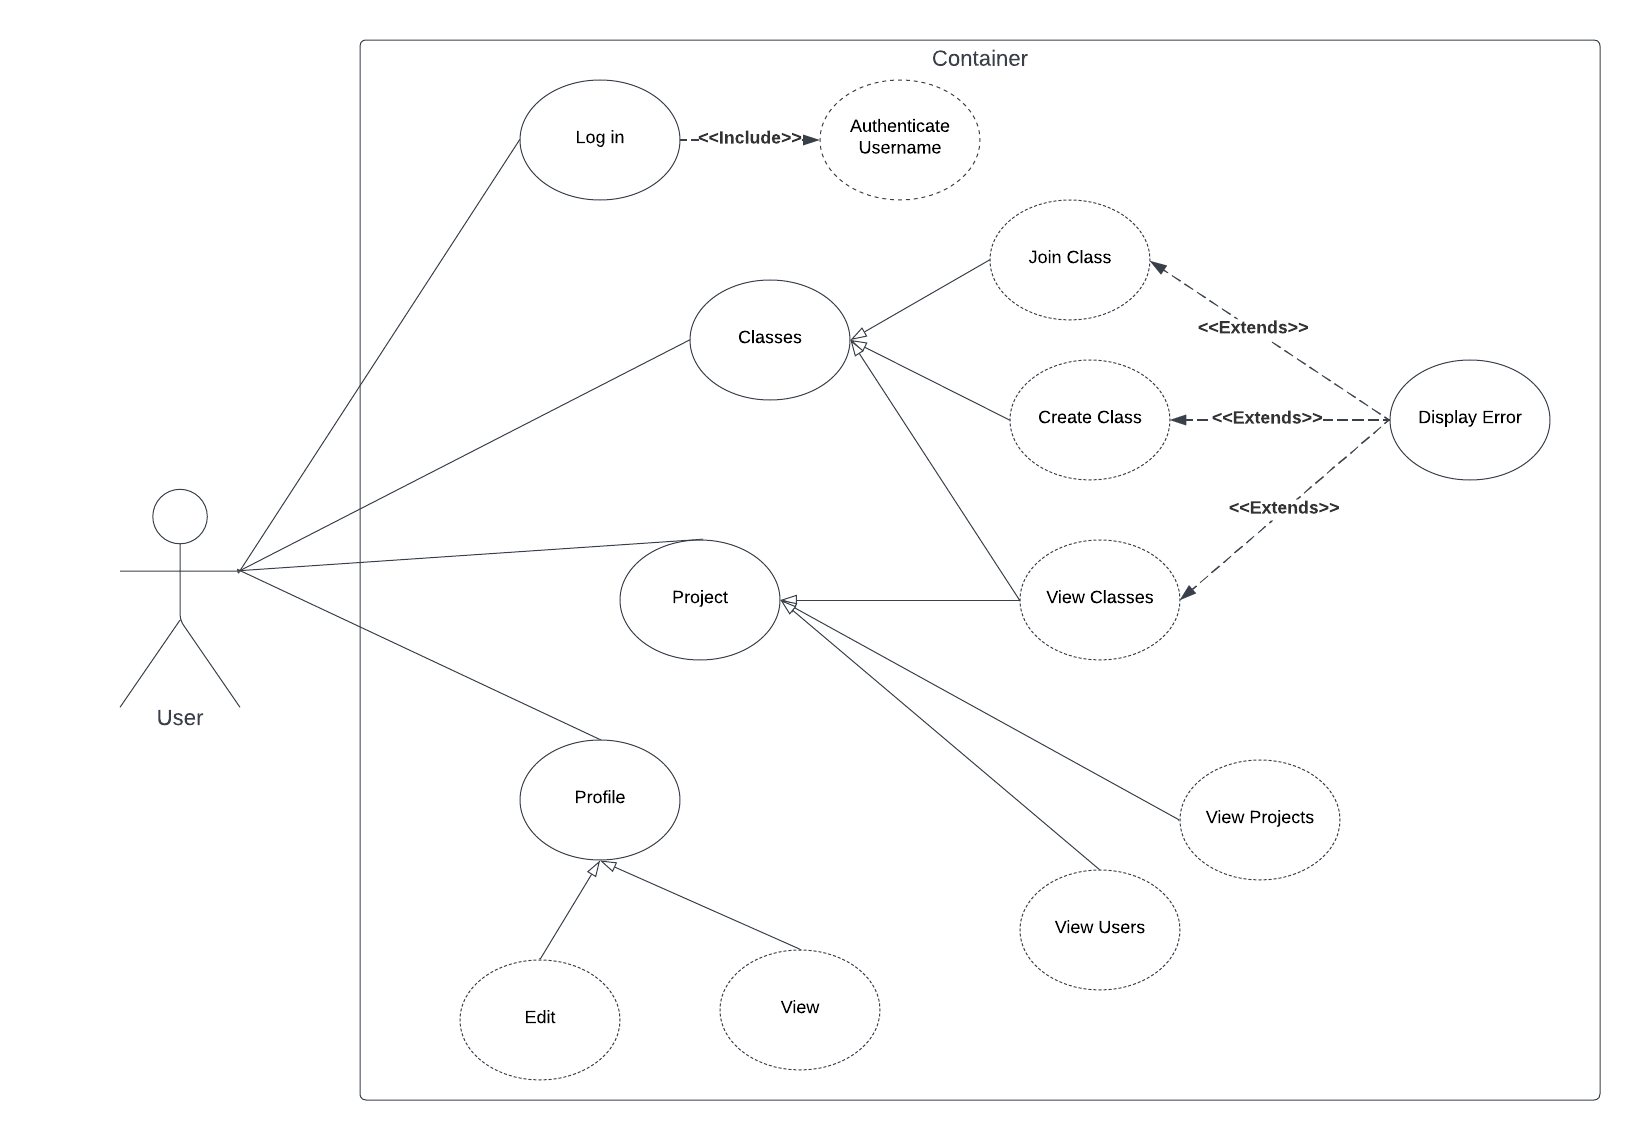 Container
Log in
<<Include>>
Authenticate
Username
Join Class
<<Extends>>
Classes
Create Class
<<Extends>>
Display Error
<<Extends>>
Project
View Classes
User
Profile
View Projects
View Users
Edit
View